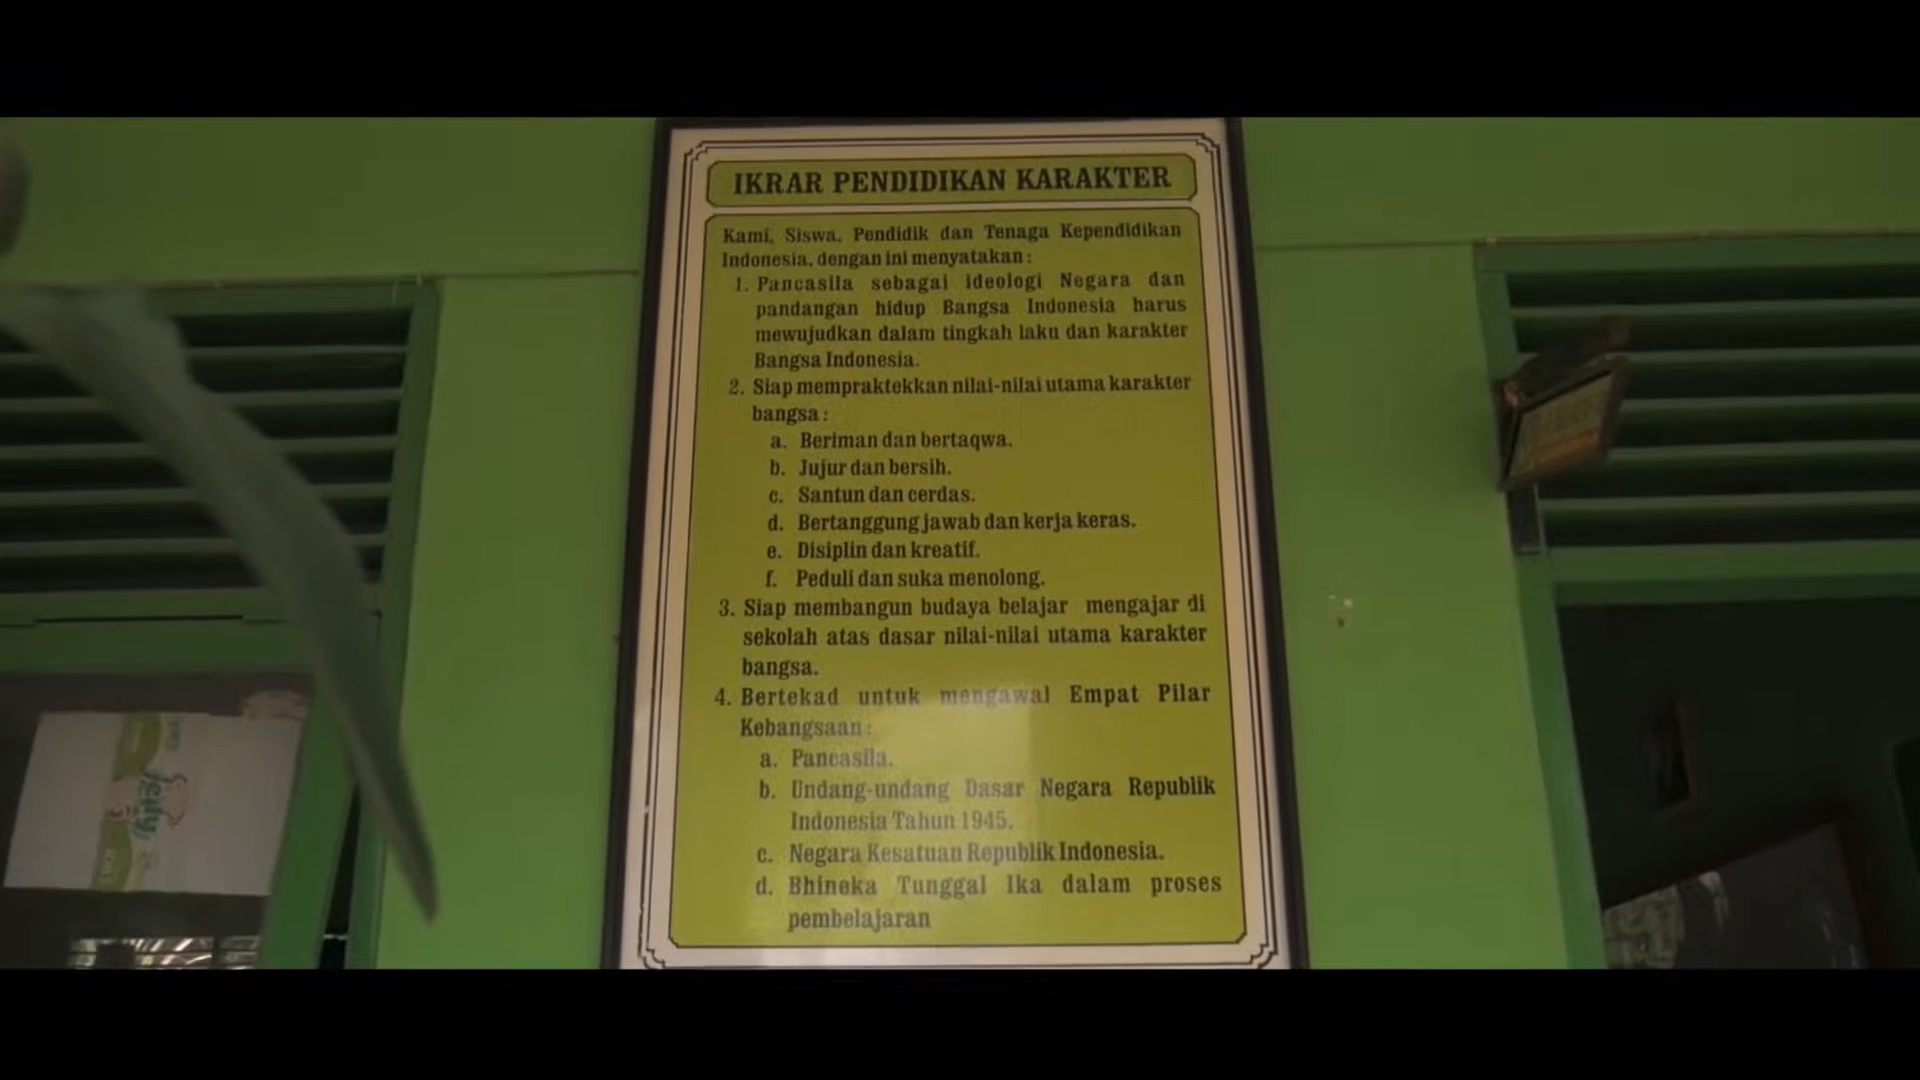 IKRAR PENDIDIKAN KARAKTER
Kami, Siswa, Pendidik dan Tenaga Kependidikan
Indonesia, dengan ini menyatakan :
1. Pancasila sebagai ideologi Negara dan
pandangan hidup Bangsa Indonesia harus
mewujudkan dalam tingkah laku dan karakter
Bangsa Indonesia.
2. Siap mempraktekkan nilai-nilai utama karakter
bangsa :
a. Beriman dan bertaqwa.
b. Jujur dan bersih.
c. Santun dan cerdas.
d. Bertanggung jawab dan kerja keras.
e. Disiplin dan kreatif.
f. Peduli dan suka menolong.
3. Siap membangun budaya belajar mengajar di
sekolah atas dasar nilai-nilai utama karakter
bangsa.
4. Bertekad untuk mengawal Empat Pilar
Kebangsaan :
a. Pancasila.
b. Undang-undang Dasar Negara Republik
Indonesia Tahun 1945.
c. Negara Kesatuan Republik Indonesia.
d. Bhineka Tunggal Ika dalam proses
pembelajaran